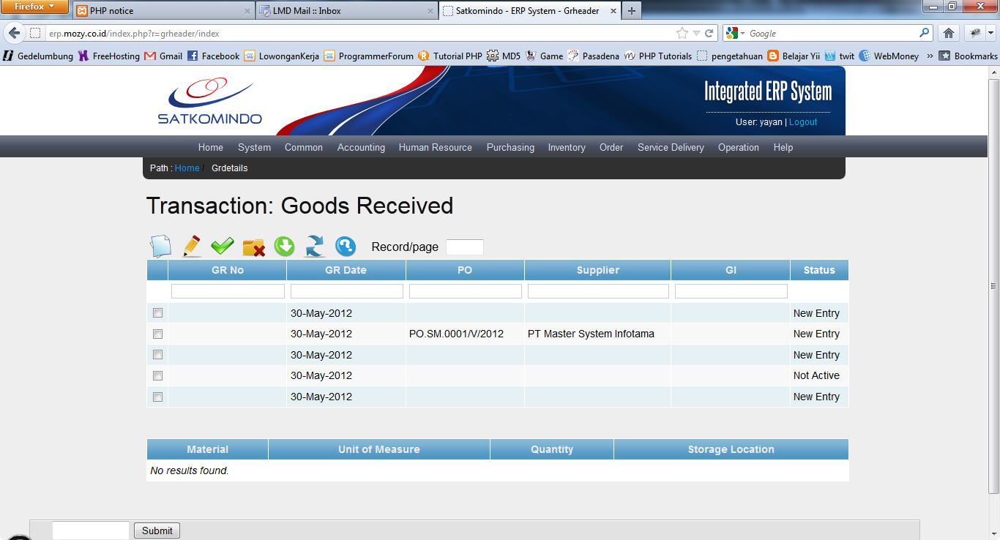 Firefox
PHP notice
LMD Mail :: Inbox
Satkomindo - ERP System - Grheader
erp.mozy.co.id/index.php?r=grheader/index
Google
Gedelumbung FreeHosting Gmail Facebook LowonganKerja ProgrammerForum Tutorial PHP MD5 Game Pasadena PHP Tutorials pengetahuan Belajar Yii twit WebMoney » Bookmarks
SATKOMINDO
Integrated ERP System
User: yayan | Logout
Home System Common Accounting Human Resource Purchasing Inventory Order Service Delivery Operation Help
Path : Home / Grdetails
Transaction: Goods Received
Record/page
GR No GR Date PO Supplier GI Status
30-May-2012 New Entry
30-May-2012 PO.SM.0001/V/2012 PT Master System Infotama New Entry
30-May-2012 New Entry
30-May-2012 Not Active
30-May-2012 New Entry
Material Unit of Measure Quantity Storage Location
No results found.
Submit